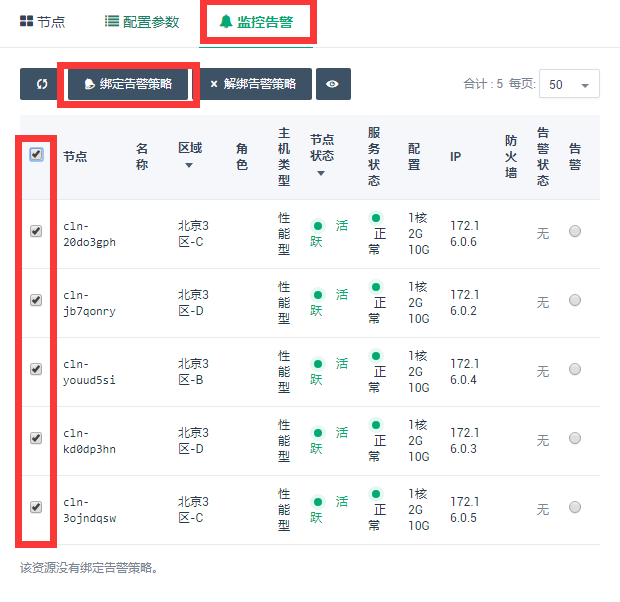 节点 配置参数 监控告警
绑定告警策略 × 解绑告警策略 合计 : 5 每页: 50
节点 名称 区域 角色 主机类型 节点状态 服务状态 配置 IP 防火墙 告警状态 告警
cln-20do3gph 北京3区-C 性能型 活跃 正常 1核2G10G 172.16.0.6 无
cln-jb7qonry 北京3区-D 性能型 活跃 正常 1核2G10G 172.16.0.2 无
cln-youud5si 北京3区-B 性能型 活跃 正常 1核2G10G 172.16.0.4 无
cln-kd0dp3hn 北京3区-D 性能型 活跃 正常 1核2G10G 172.16.0.3 无
cln-3ojndqsw 北京3区-C 性能型 活跃 正常 1核2G10G 172.16.0.5 无
该资源没有绑定告警策略。